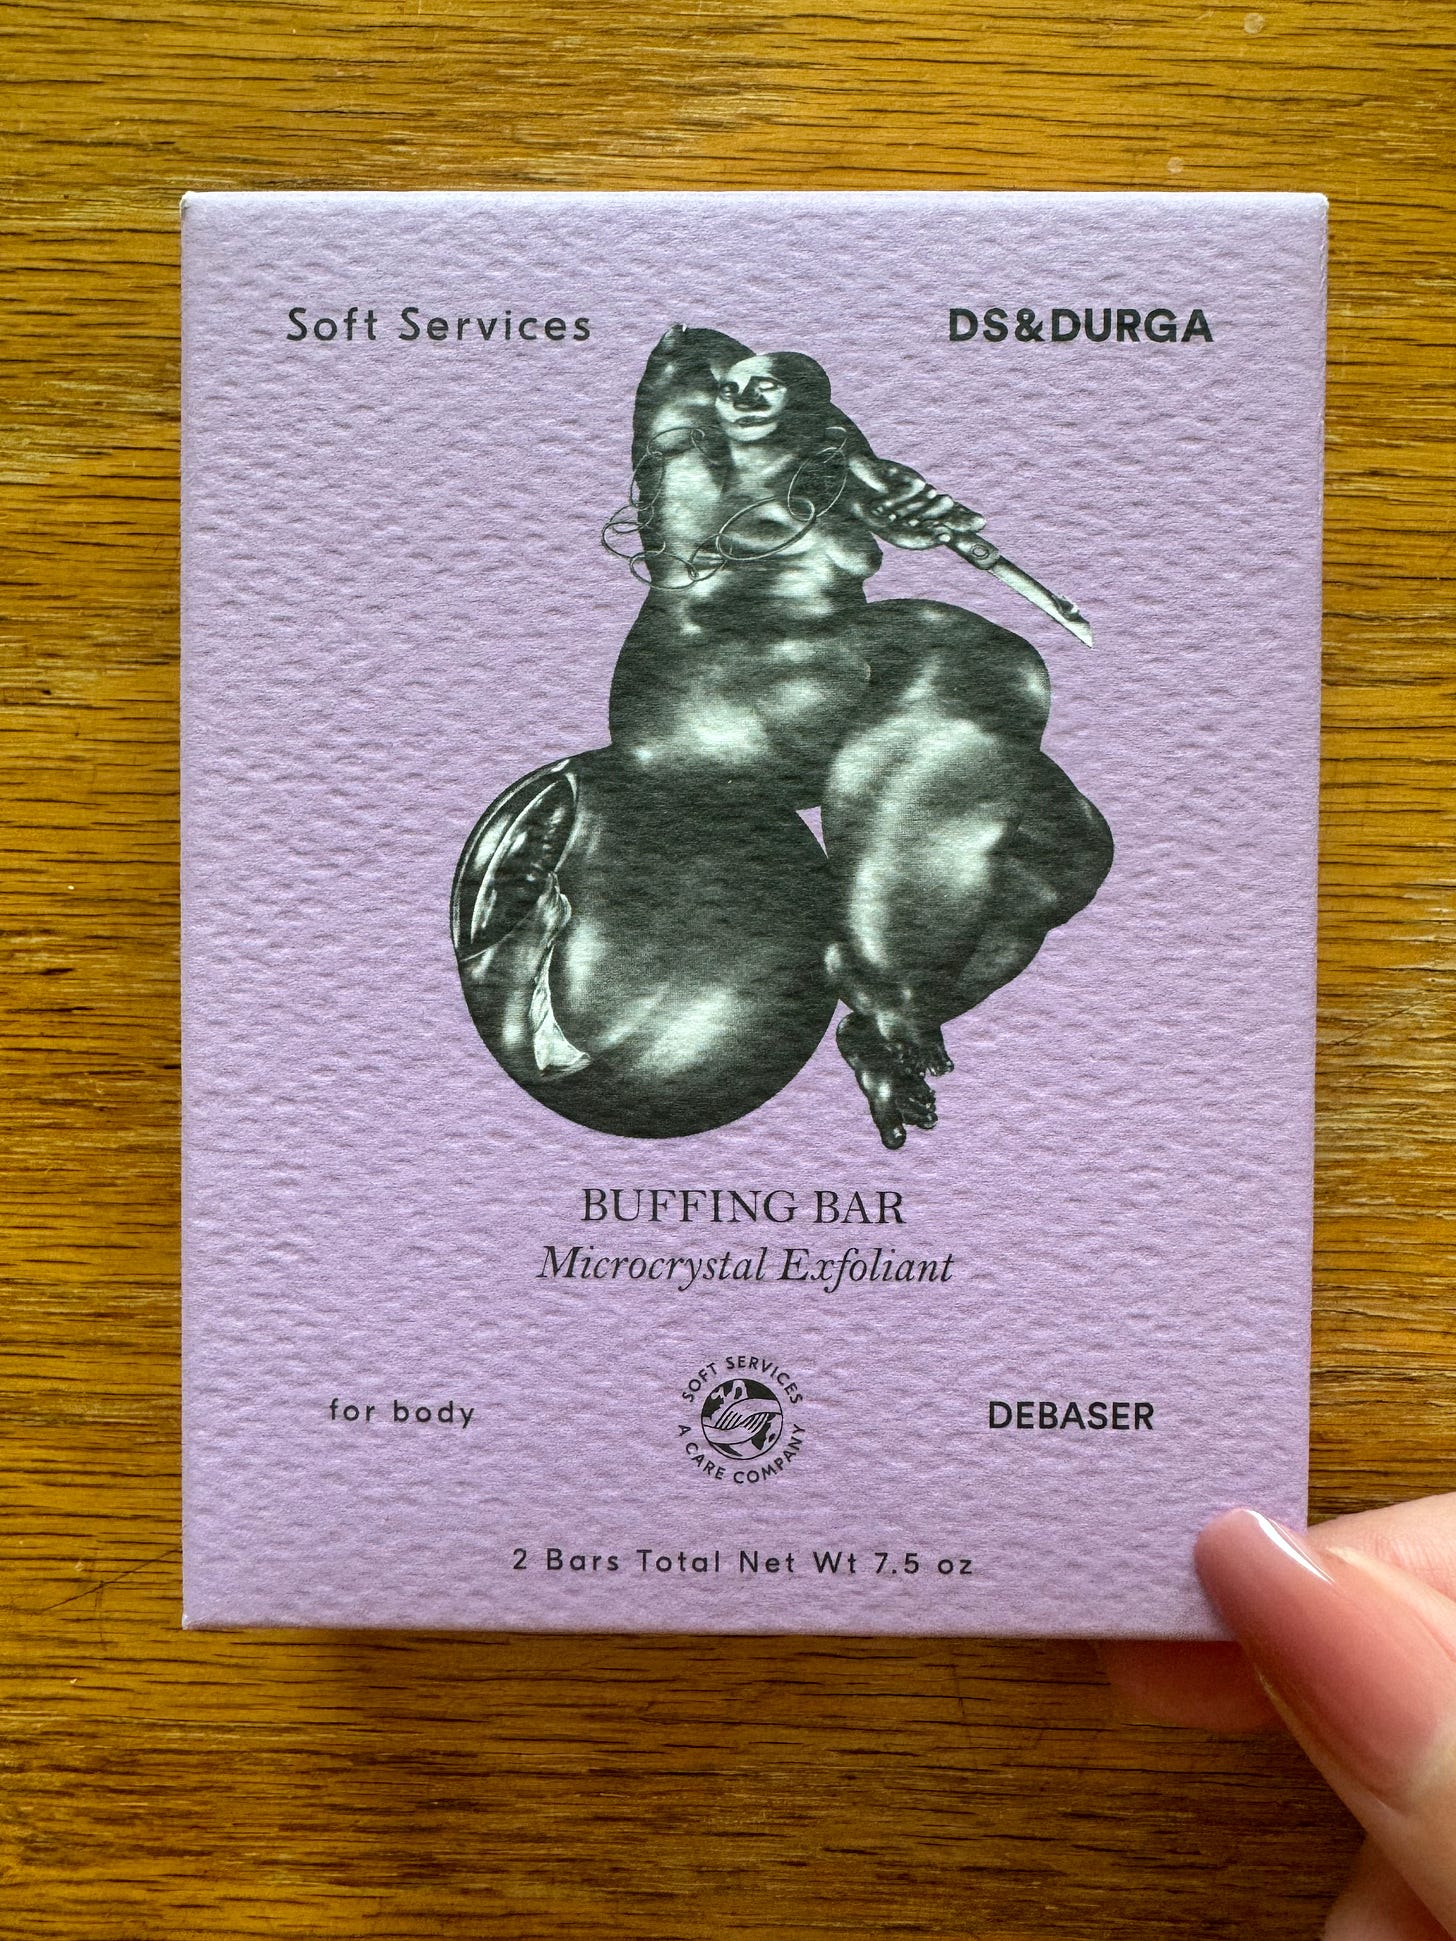 Soft Services
DS&DURGA
BUFFING BAR
Microcrystal Exfoliant
for body
SOFT SERVICES
A CARE COMPANY
DEBASER
2 Bars Total Net Wt 7.5 oz